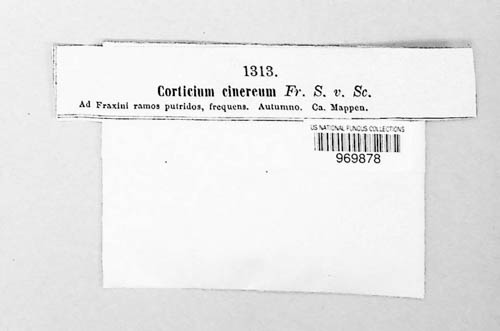 1313.
Corticium cinereum Fr. S. v. Sc.
Ad Fraxini ramos putridos, frequens. Autumno. Ca. Mappen.
US NATIONAL FUNGUS COLLECTIONS
969878